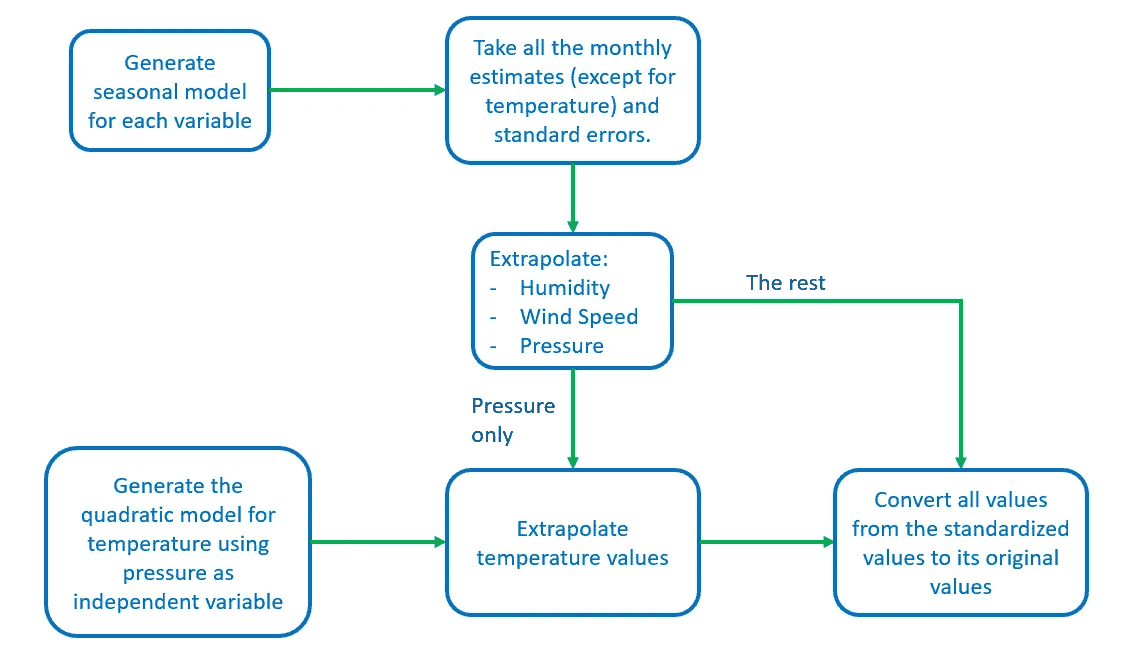 Generate
seasonal model
for each variable
Take all the monthly
estimates (except for
temperature) and
standard errors.
Extrapolate:
- Humidity
- Wind Speed
- Pressure
The rest
Pressure
only
Generate the
quadratic model for
temperature using
pressure as
independent variable
Extrapolate
temperature values
Convert all values
from the standardized
values to its original
values